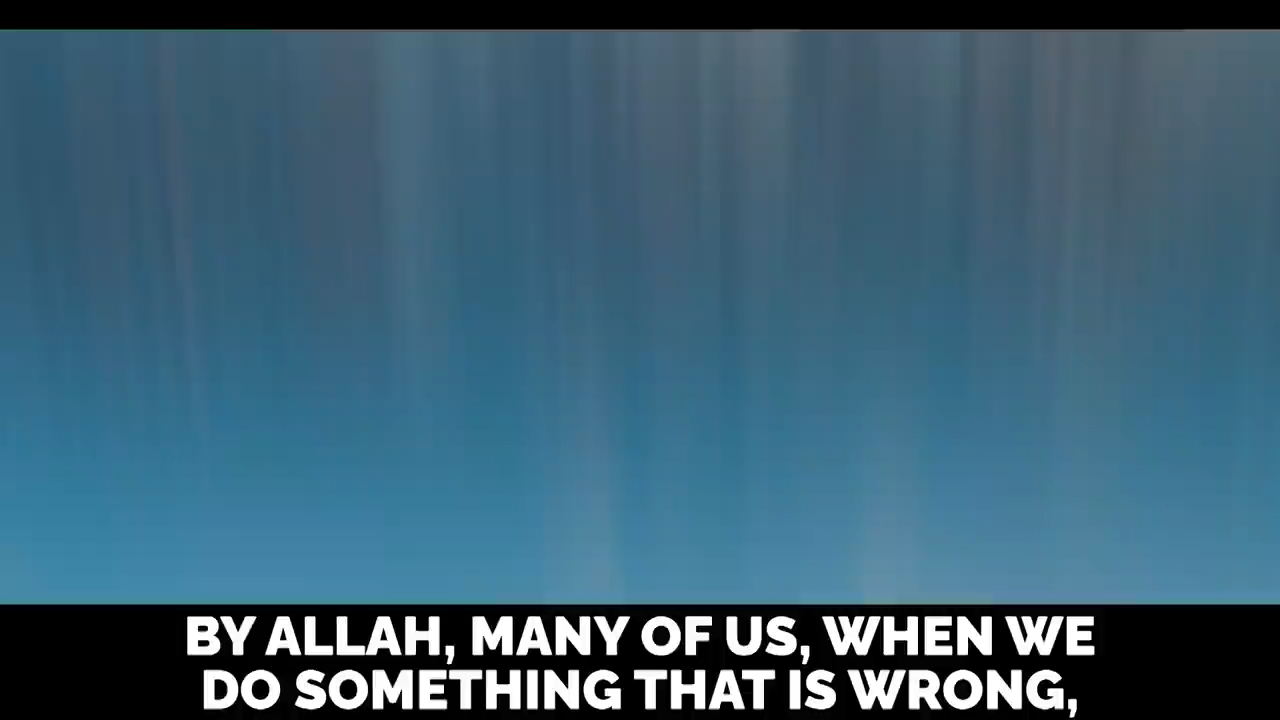 BY ALLAH, MANY OF US, WHEN WE
DO SOMETHING THAT IS WRONG,